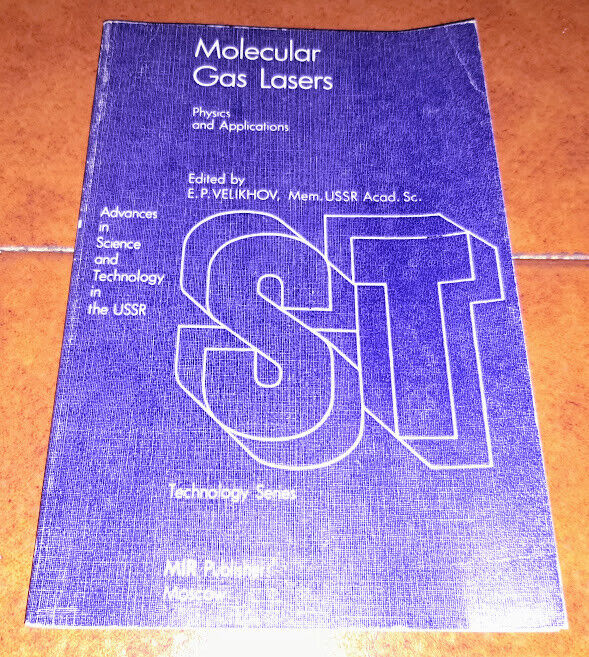 Molecular
Gas Lasers
Physics
and Applications
Edited by
E.P. VELIKHOV, Mem. USSR Acad. Sc.
Advances
in
Science
and
Technology
in
the USSR
ST
Technology Series
MIR Publishers
Moscow